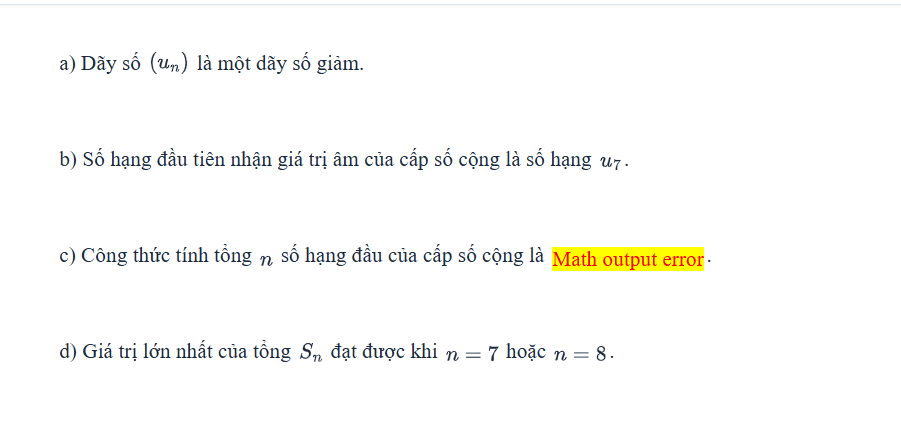 a) Dãy số (uₙ) là một dãy số giảm.
b) Số hạng đầu tiên nhận giá trị âm của cấp số cộng là số hạng u₇.
c) Công thức tính tổng n số hạng đầu của cấp số cộng là Math output error.
d) Giá trị lớn nhất của tổng Sₙ đạt được khi n = 7 hoặc n = 8.